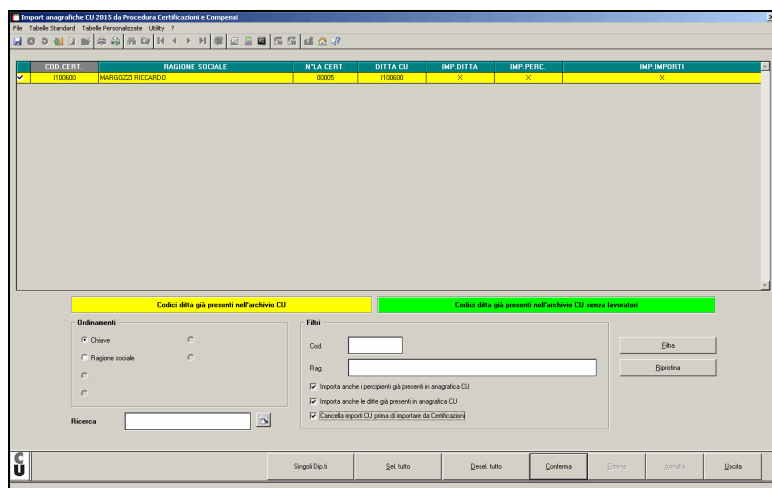 Import anagrafiche CU 2015 da Procedura Certificazioni e Compensi
File Tabelle Standard Tabelle Personalizzate Utility ?
COD.CERT. RAGIONE SOCIALE N°LA CERT. DITTA CU IMP.DITTA IMP.PERC. IMP.IMPORTI
I100600 MARGOZZI RICCARDO 00005 I100600 X X X
Codici ditta già presenti nell'archivio CU Codici ditta già presenti nell'archivio CU senza lavoratori
Ordinamenti Filtri
Chiave ...
Cod.
Filtra
Ragione sociale ...
Rag.
Ripristina
Importa anche i percipienti già presenti in anagrafica CU
Importa anche le ditte già presenti in anagrafica CU
Cancella importi CU prima di importare da Certificazioni
Ricerca
CU
Singoli Dip.ti Sel. tutto Desel. tutto Conferma Elimina Annulla Uscita